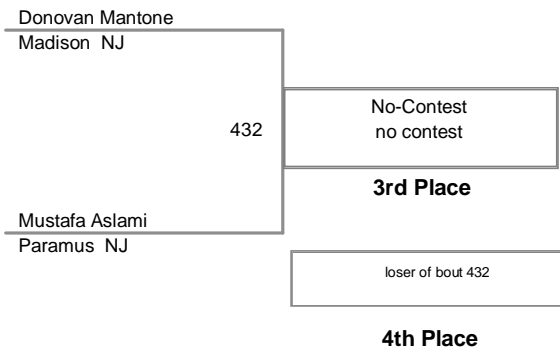 Donovan Mantone
Madison NJ
432
No-Contest
no contest
3rd Place
Mustafa Aslami
Paramus NJ
loser of bout 432
4th Place